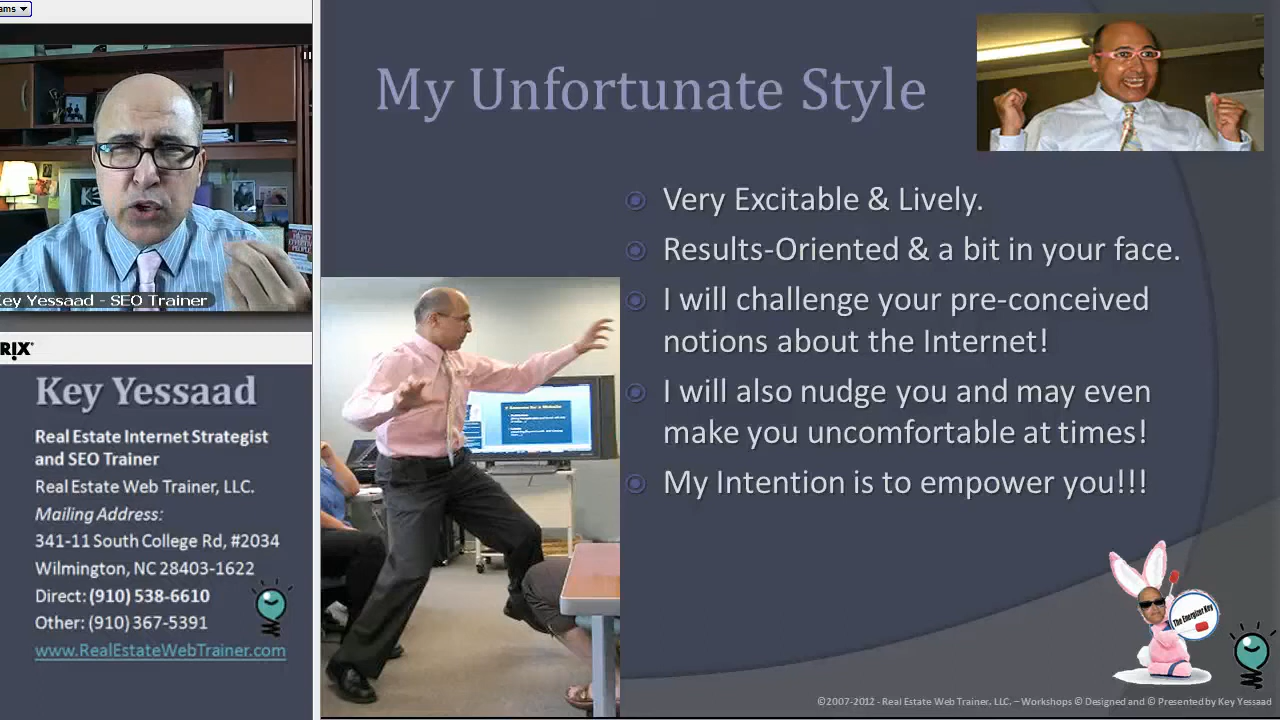 ams
Key Yessaad - SEO Trainer
RIX
Key Yessaad
Real Estate Internet Strategist
and SEO Trainer
Real Estate Web Trainer, LLC.
Mailing Address:
341-11 South College Rd, #2034
Wilmington, NC 28403-1622
Direct: (910) 538-6610
Other: (910) 367-5391
www.RealEstateWebTrainer.com
My Unfortunate Style
Very Excitable & Lively.
Results-Oriented & a bit in your face.
I will challenge your pre-conceived
notions about the Internet!
I will also nudge you and may even
make you uncomfortable at times!
My Intention is to empower you!!!
The Energizer Key
©2007-2012 - Real Estate Web Trainer, LLC. – Workshops © Designed and © Presented by Key Yessaad